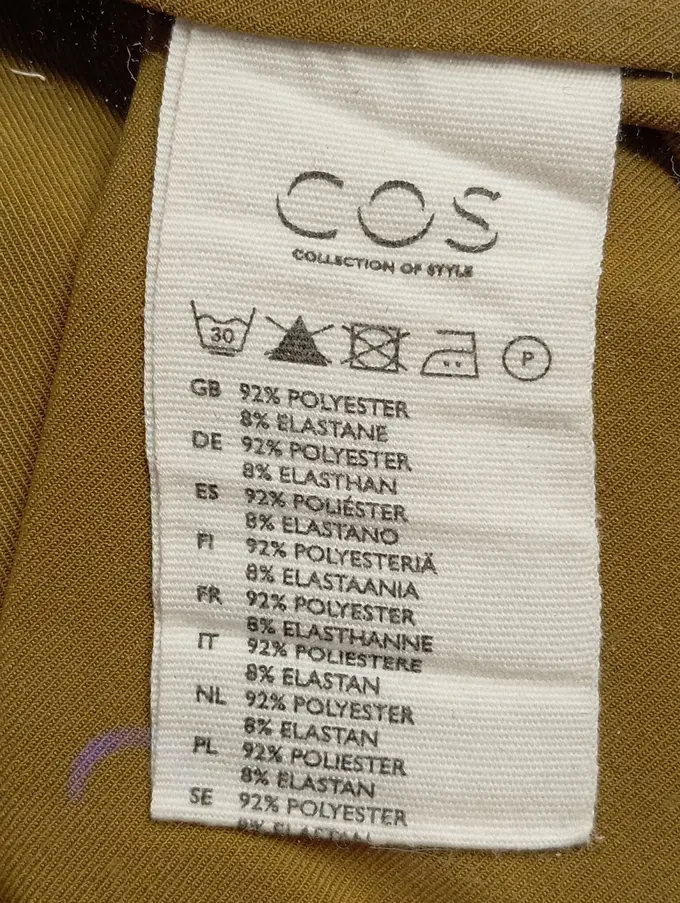 COS
COLLECTION OF STYLE
30
P
GB 92% POLYESTER
8% ELASTANE
DE 92% POLYESTER
8% ELASTHAN
ES 92% POLIÉSTER
8% ELASTANO
FI 92% POLYESTERIÄ
8% ELASTAANIA
FR 92% POLYESTER
8% ELASTHANNE
IT 92% POLIESTERE
8% ELASTAN
NL 92% POLYESTER
8% ELASTAN
PL 92% POLIESTER
8% ELASTAN
SE 92% POLYESTER
8% ELASTAN